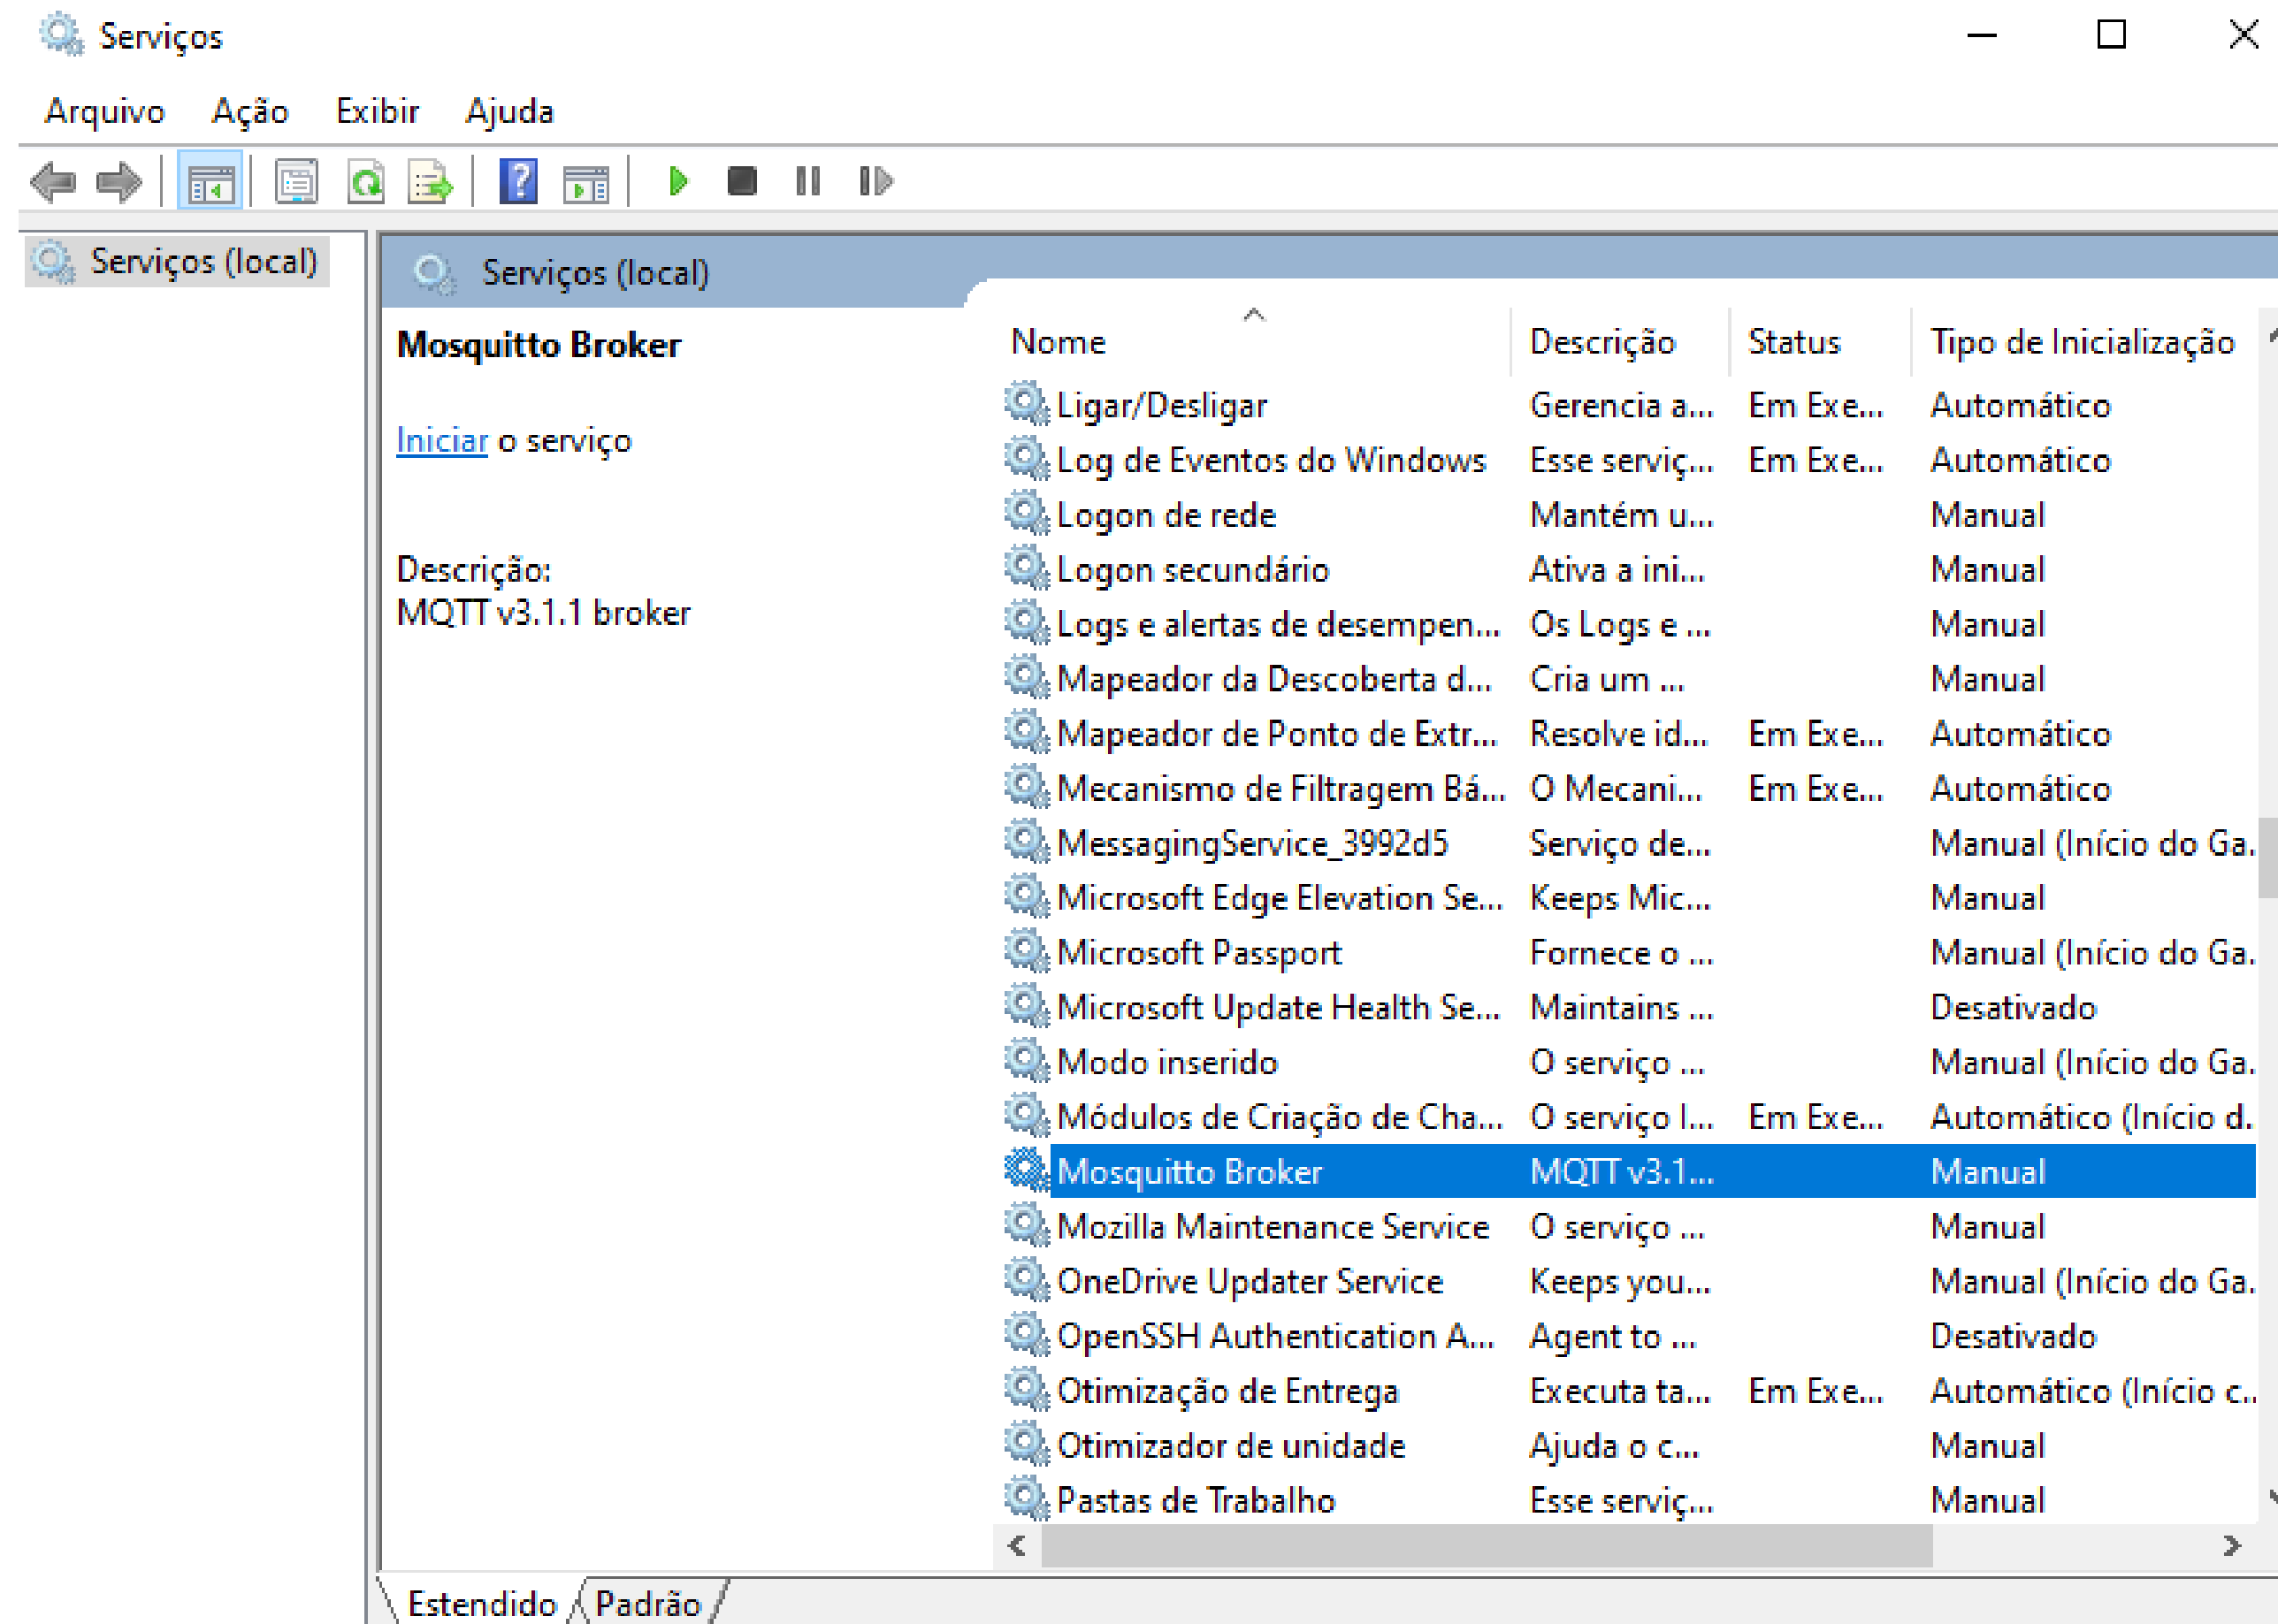 Serviços
Arquivo Ação Exibir Ajuda
Serviços (local)
Serviços (local)
Mosquitto Broker
Iniciar o serviço
Descrição:
MQTT v3.1.1 broker
Nome Descrição Status Tipo de Inicialização
Ligar/Desligar Gerencia a... Em Exe... Automático
Log de Eventos do Windows Esse serviç... Em Exe... Automático
Logon de rede Mantém u... Manual
Logon secundário Ativa a ini... Manual
Logs e alertas de desempen... Os Logs e ... Manual
Mapeador da Descoberta d... Cria um ... Manual
Mapeador de Ponto de Extr... Resolve id... Em Exe... Automático
Mecanismo de Filtragem Bá... O Mecani... Em Exe... Automático
MessagingService_3992d5 Serviço de... Manual (Início do Ga.
Microsoft Edge Elevation Se... Keeps Mic... Manual
Microsoft Passport Fornece o ... Manual (Início do Ga.
Microsoft Update Health Se... Maintains ... Desativado
Modo inserido O serviço ... Manual (Início do Ga.
Módulos de Criação de Cha... O serviço I... Em Exe... Automático (Início d.
Mosquitto Broker MQTT v3.1... Manual
Mozilla Maintenance Service O serviço ... Manual
OneDrive Updater Service Keeps you... Manual (Início do Ga.
OpenSSH Authentication A... Agent to ... Desativado
Otimização de Entrega Executa ta... Em Exe... Automático (Início c..
Otimizador de unidade Ajuda o c... Manual
Pastas de Trabalho Esse serviç... Manual
Estendido Padrão